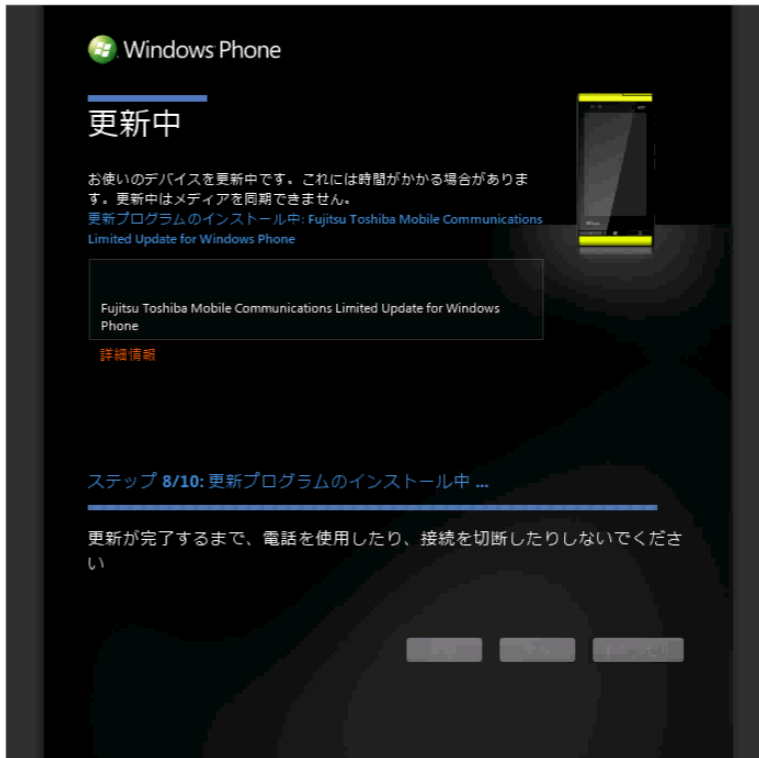 Windows Phone
更新中
お使いのデバイスを更新中です。これには時間がかかる場合がありま
す。更新中はメディアを同期できません。
更新プログラムのインストール中: Fujitsu Toshiba Mobile Communications
Limited Update for Windows Phone
Fujitsu Toshiba Mobile Communications Limited Update for Windows
Phone
詳細情報
ステップ 8/10: 更新プログラムのインストール中 ...
更新が完了するまで、電話を使用したり、接続を切断したりしないでくださ
い